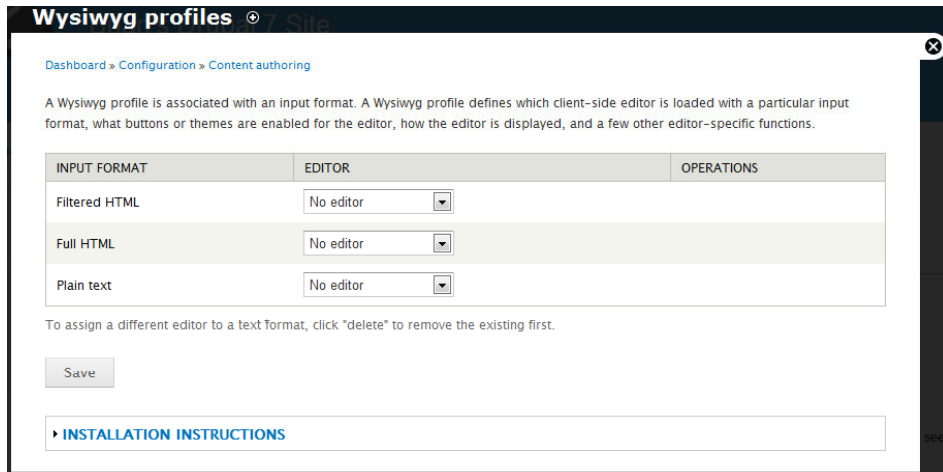 Wysiwyg profiles
Drupal 7 Site
Dashboard » Configuration » Content authoring
A Wysiwyg profile is associated with an input format. A Wysiwyg profile defines which client-side editor is loaded with a particular input
format, what buttons or themes are enabled for the editor, how the editor is displayed, and a few other editor-specific functions.
INPUT FORMAT EDITOR OPERATIONS
Filtered HTML No editor
Full HTML No editor
Plain text No editor
To assign a different editor to a text format, click "delete" to remove the existing first.
Save
INSTALLATION INSTRUCTIONS
see